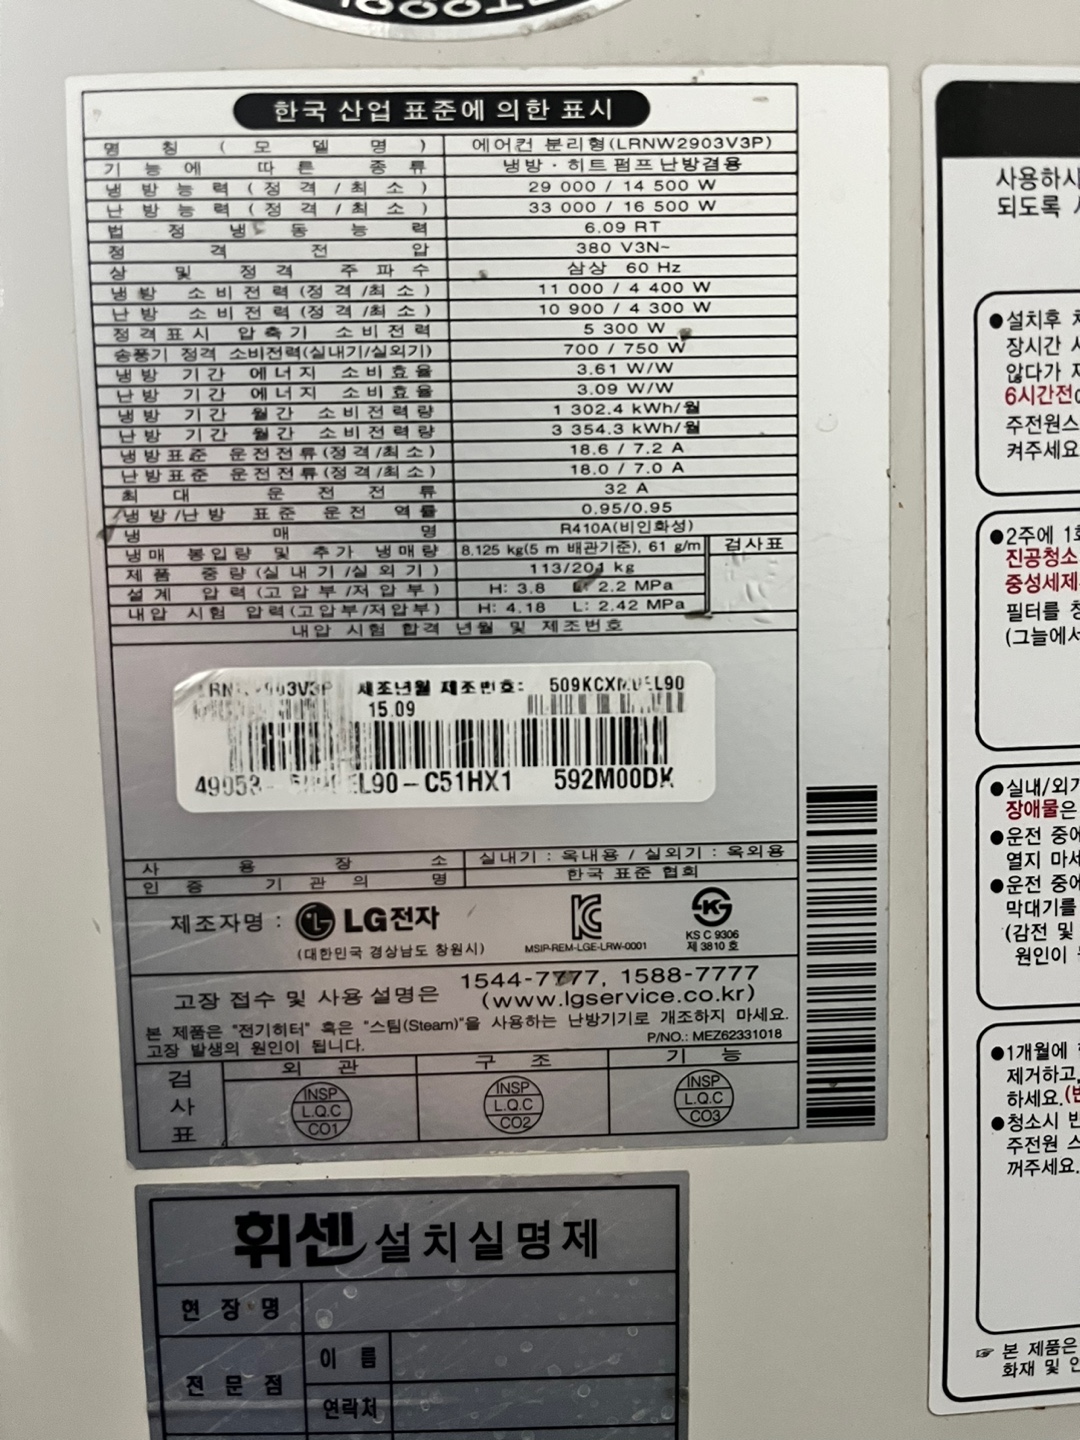 한국 산업 표준에 의한 표시
명 칭 ( 모 델 명 ) 에어컨 분리형(LRNW2903V3P)
기 능 에 따 른 종 류 냉방 · 히트 펌프 난방겸용
냉 방 능 력 ( 정 격 / 최 소 ) 29 000 / 14 500 W
난 방 능 력 ( 정 격 / 최 소 ) 33 000 / 16 500 W
법 정 냉 동 능 력 6.09 RT
정 격 전 압 380 V3N~
상 및 정 격 주 파 수 삼상 60 Hz
냉 방 소 비 전 력 (정 격 /최 소 ) 11 000 / 4 400 W
난 방 소 비 전 력 (정 격 /최 소 ) 10 900 / 4 300 W
정격표시 압축기 소비전력 5 300 W
송풍기 정격 소비전력(실내기/실외기) 700 / 750 W
냉 방 기 간 에 너 지 소 비 효 율 3.61 W/W
난 방 기 간 에 너 지 소 비 효 율 3.09 W/W
냉 방 기 간 월 간 소 비 전 력 량 1 302.4 kWh/월
난 방 기 간 월 간 소 비 전 력 량 3 354.3 kWh/월
냉방표준 운전전류(정격/최소) 18.6 / 7.2 A
난방표준 운전전류(정격/최소) 18.0 / 7.0 A
최 대 운 전 전 류 32 A
냉방/난방 표준 운전 역률 0.95/0.95
냉 매 명 R410A(비인화성)
냉매 봉입량 및 추가 냉매량 8.125 kg(5 m 배관기준), 61 g/m 검사표
제 품 중 량 (실 내 기 /실 외 기 ) 113/201 kg
설 계 압 력 (고 압 부 /저 압 부 ) H: 3.8 L: 2.2 MPa
내압 시험 압력(고압부/저압부) H: 4.18 L: 2.42 MPa
내압 시험 합격 년월 및 제조번호
제조년월 제조번호:
15.09
C51HX1 592M00DK
사 용 장 소 실내기 : 옥내용 / 실외기 : 옥외용
인 증 기 관 의 명 한국 표준 협회
제조자명 : LG전자
(대한민국 경상남도 창원시)
MSIP-REM-LGE-LRW-0001
KS C 9306
제 3810 호
고장 접수 및 사용 설명은 1544-7777, 1588-7777
(www.lgservice.co.kr)
본 제품은 "전기히터" 혹은 "스팀(Steam)"을 사용하는 난방기기로 개조하지 마세요.
고장 발생의 원인이 됩니다. P/NO.: MEZ62331018
검 사 표
외 관 구 조 기 능
INSP INSP INSP
L.Q.C L.Q.C L.Q.C
CO1 CO2 CO3
휘센 설치실명제
현 장 명
전 문 점
이 름
연락처
사용하시
되도록
●설치후
장시간
않다가
6시간전
주전원스
켜주세요
●2주에 1회
진공청소
중성세제
필터를
(그늘에서
●실내/외기
장애물은
●운전 중에
열지 마세
●운전 중에
막대기를
(감전 및
원인이
●1개월에
제거하고,
하세요.
●청소시
주전원 스
꺼주세요.
☞ 본 제품은
화재 및